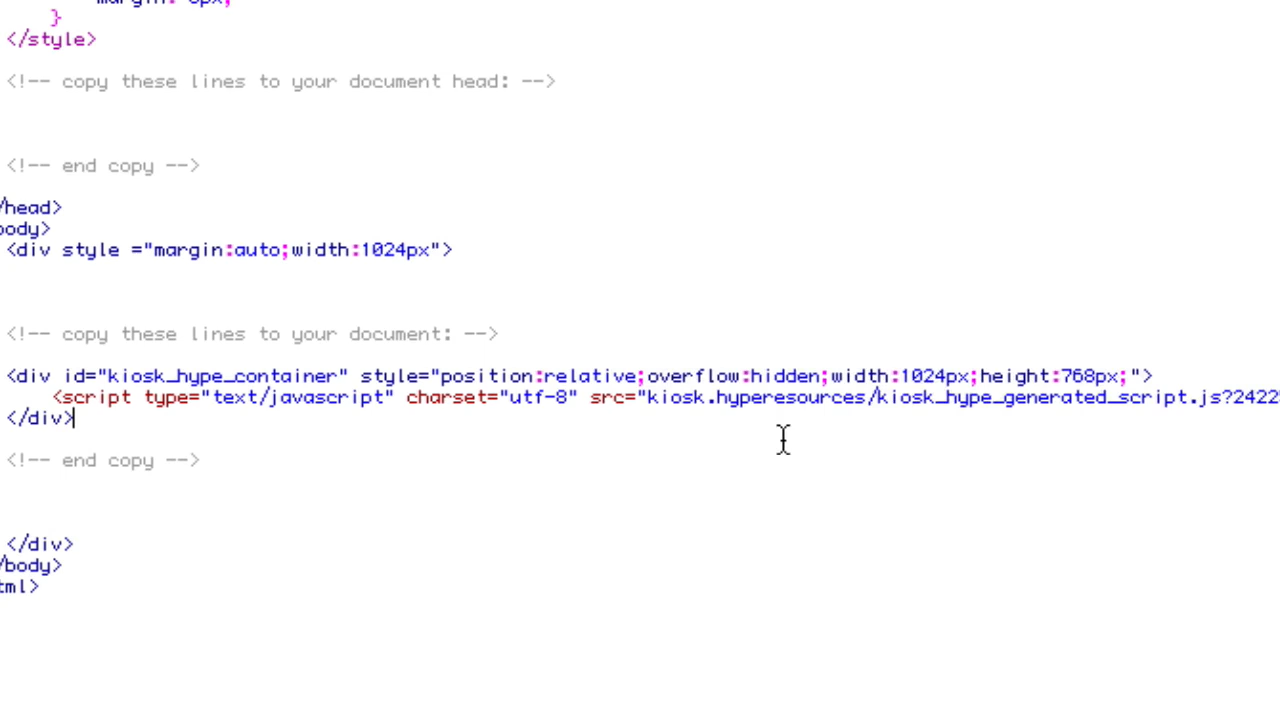 }
</style>
<!-- copy these lines to your document head: -->
<!-- end copy -->
/head>
body>
<div style ="margin:auto;width:1024px">
<!-- copy these lines to your document: -->
<div id="kiosk_hype_container" style="position:relative;overflow:hidden;width:1024px;height:768px;">
<script type="text/javascript" charset="utf-8" src="kiosk.hyperesources/kiosk_hype_generated_script.js?2422
</div>
<!-- end copy -->
</div>
/body>
tml>